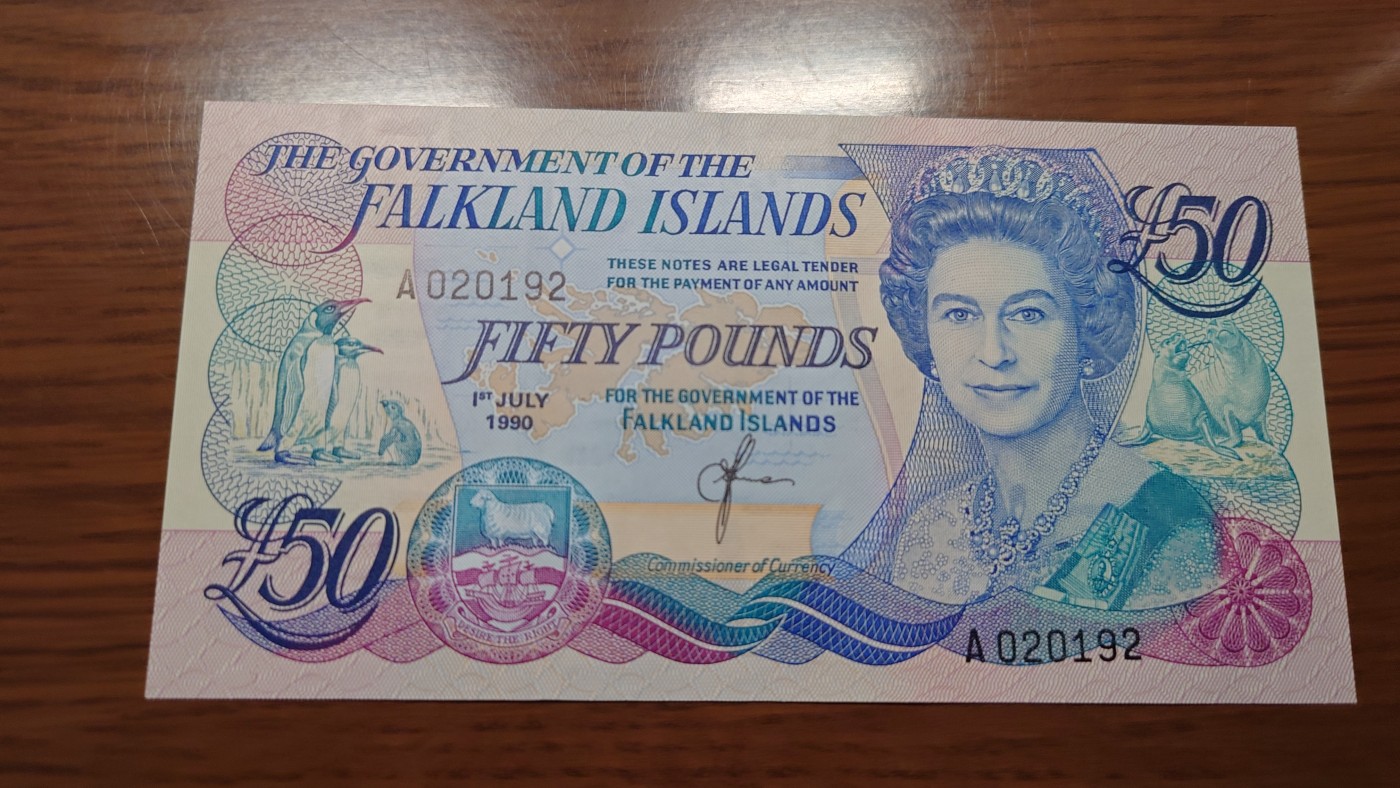 THE GOVERNMENT OF THE
FALKLAND ISLANDS
£50
A 020192
THESE NOTES ARE LEGAL TENDER
FOR THE PAYMENT OF ANY AMOUNT
FIFTY POUNDS
1ST JULY
1990
FOR THE GOVERNMENT OF THE
FALKLAND ISLANDS
£50
DESIRE THE RIGHT
Commissioner of Currency
A 020192